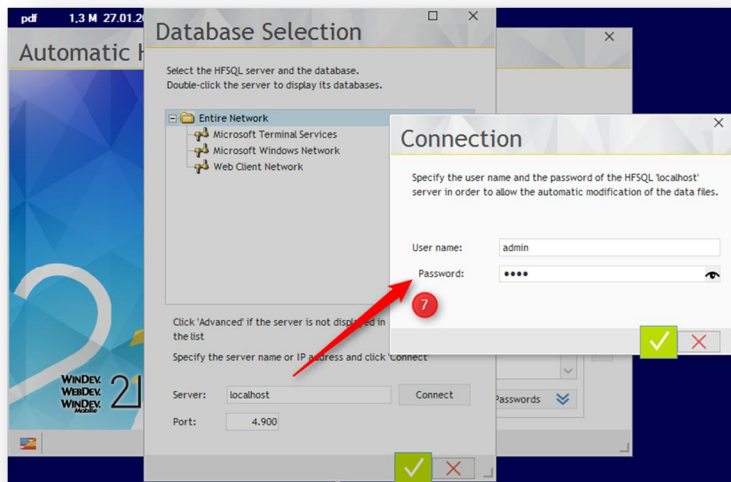 pdf 1,3 M 27.01.20
Automatic
Database Selection
Select the HFSQL server and the database.
Double-click the server to display its databases.
Entire Network
Microsoft Terminal Services
Microsoft Windows Network
Web Client Network
Connection
Specify the user name and the password of the HFSQL 'localhost'
server in order to allow the automatic modification of the data files.
User name: admin
Password: ••••
7
Click 'Advanced' if the server is not displayed in
the list
Specify the server name or IP address and click 'Connect'
Server: localhost Connect
Port: 4.900
Passwords
WINDEV.
WEBDEV.
WINDEV.
Mobile
21
2